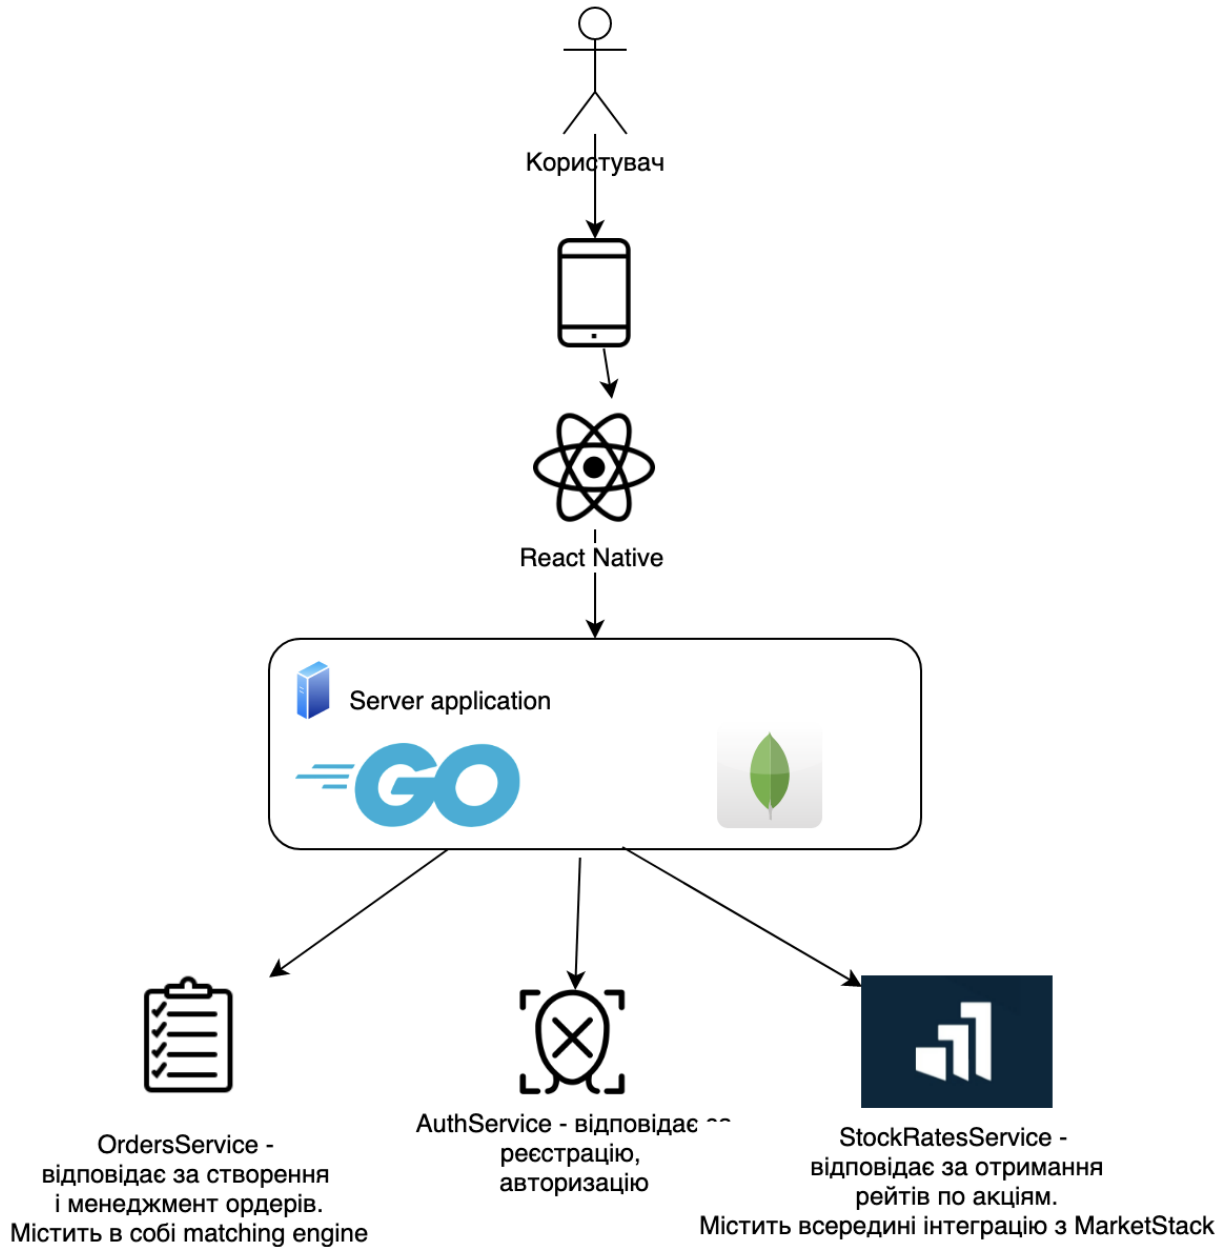 Користувач
React Native
Server application
GO
AuthService - відповідає за
реєстрацію,
авторизацію
OrdersService -
відповідає за створення
і менеджмент ордерів.
Містить в собі matching engine
StockRatesService -
відповідає за отримання
рейтів по акціям.
Містить всередині інтеграцію з MarketStack